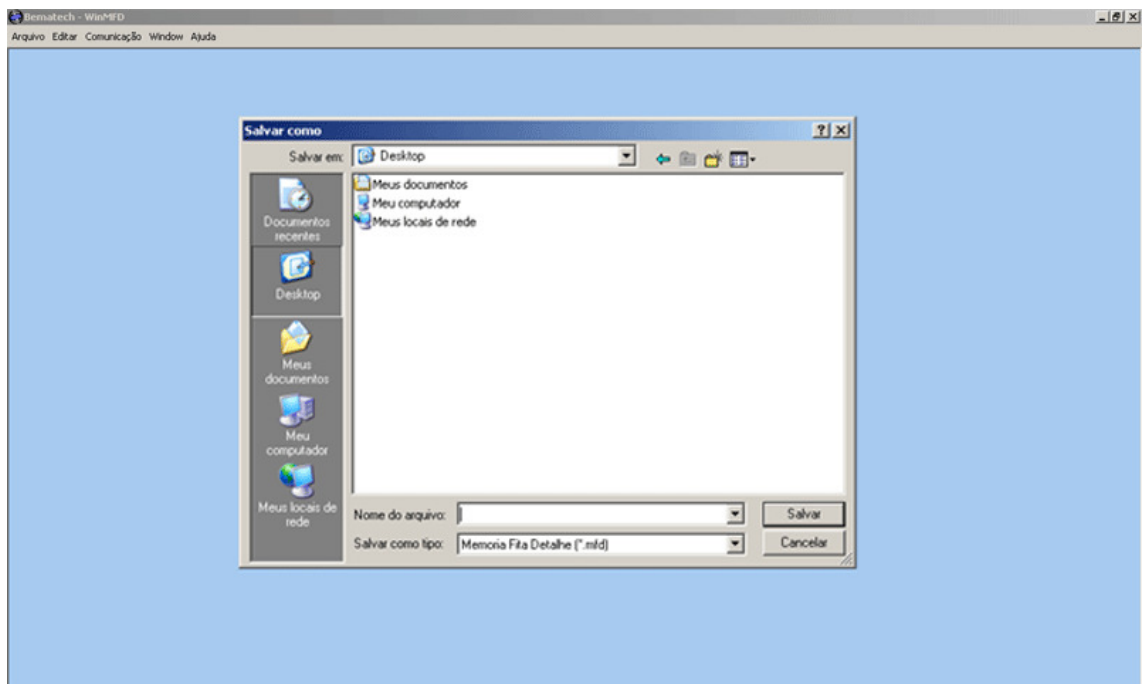 Bematech - WinMFD
Arquivo Editar Comunicação Window Ajuda
Salvar como
Salvar em: Desktop
Meus documentos
Meu computador
Meus locais de rede
Documentos
recentes
Desktop
Meus
documentos
Meu
computador
Meus locais de
rede
Nome do arquivo: Salvar
Salvar como tipo: Memoria Fita Detalhe (*.mfd) Cancelar